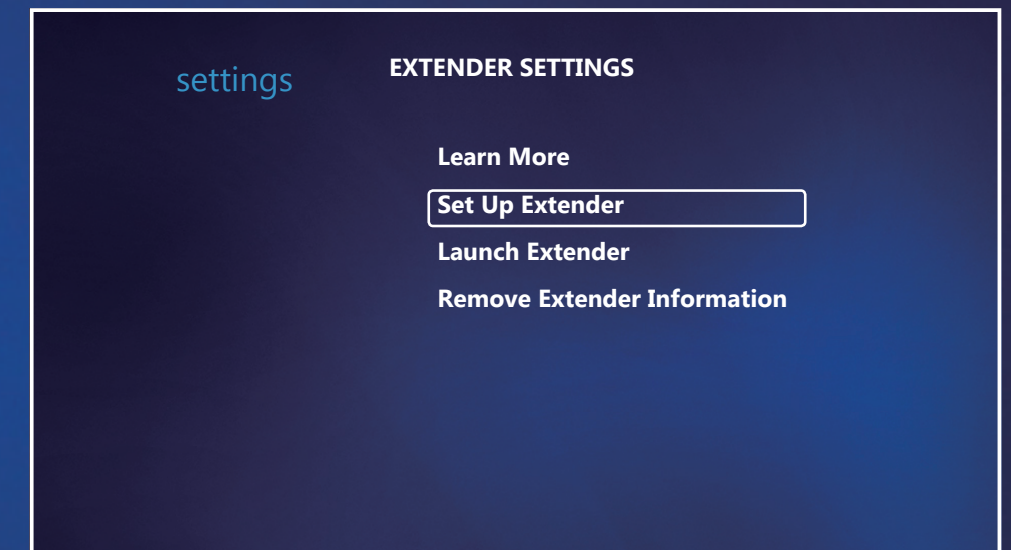 settings
EXTENDER SETTINGS
Learn More
Set Up Extender
Launch Extender
Remove Extender Information